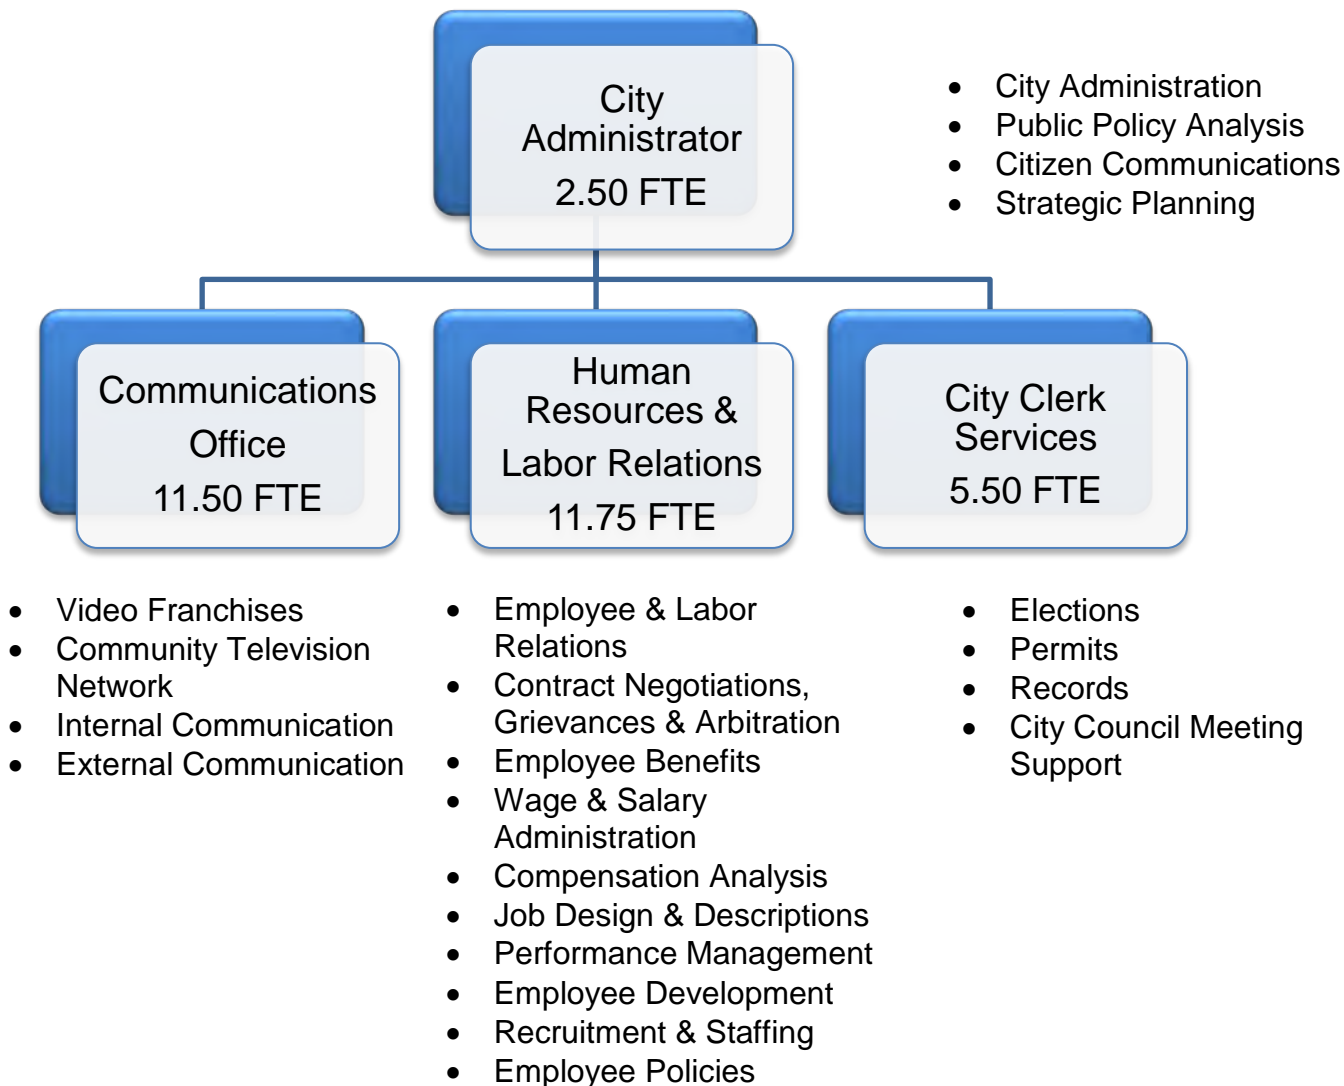 City
Administrator
2.50 FTE
• City Administration
• Public Policy Analysis
• Citizen Communications
• Strategic Planning
Communications
Office
11.50 FTE
Human
Resources &
Labor Relations
11.75 FTE
City Clerk
Services
5.50 FTE
• Video Franchises
• Community Television
Network
• Internal Communication
• External Communication
• Employee & Labor
Relations
• Contract Negotiations,
Grievances & Arbitration
• Employee Benefits
• Wage & Salary
Administration
• Compensation Analysis
• Job Design & Descriptions
• Performance Management
• Employee Development
• Recruitment & Staffing
• Employee Policies
• Elections
• Permits
• Records
• City Council Meeting
Support